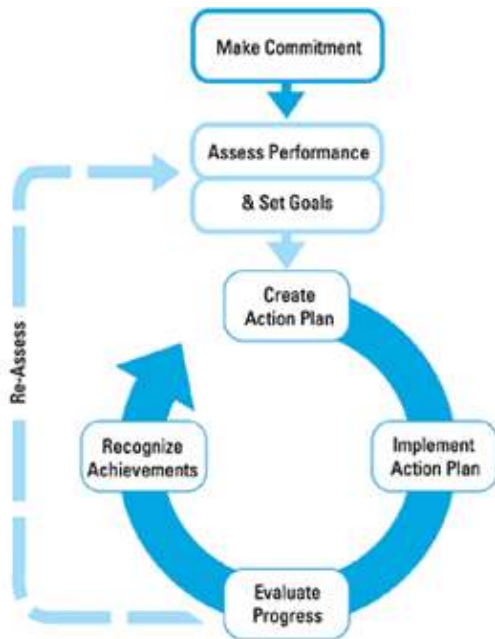 Make Commitment
Assess Performance
& Set Goals
Create
Action Plan
Implement
Action Plan
Evaluate
Progress
Recognize
Achievements
Re-Assess